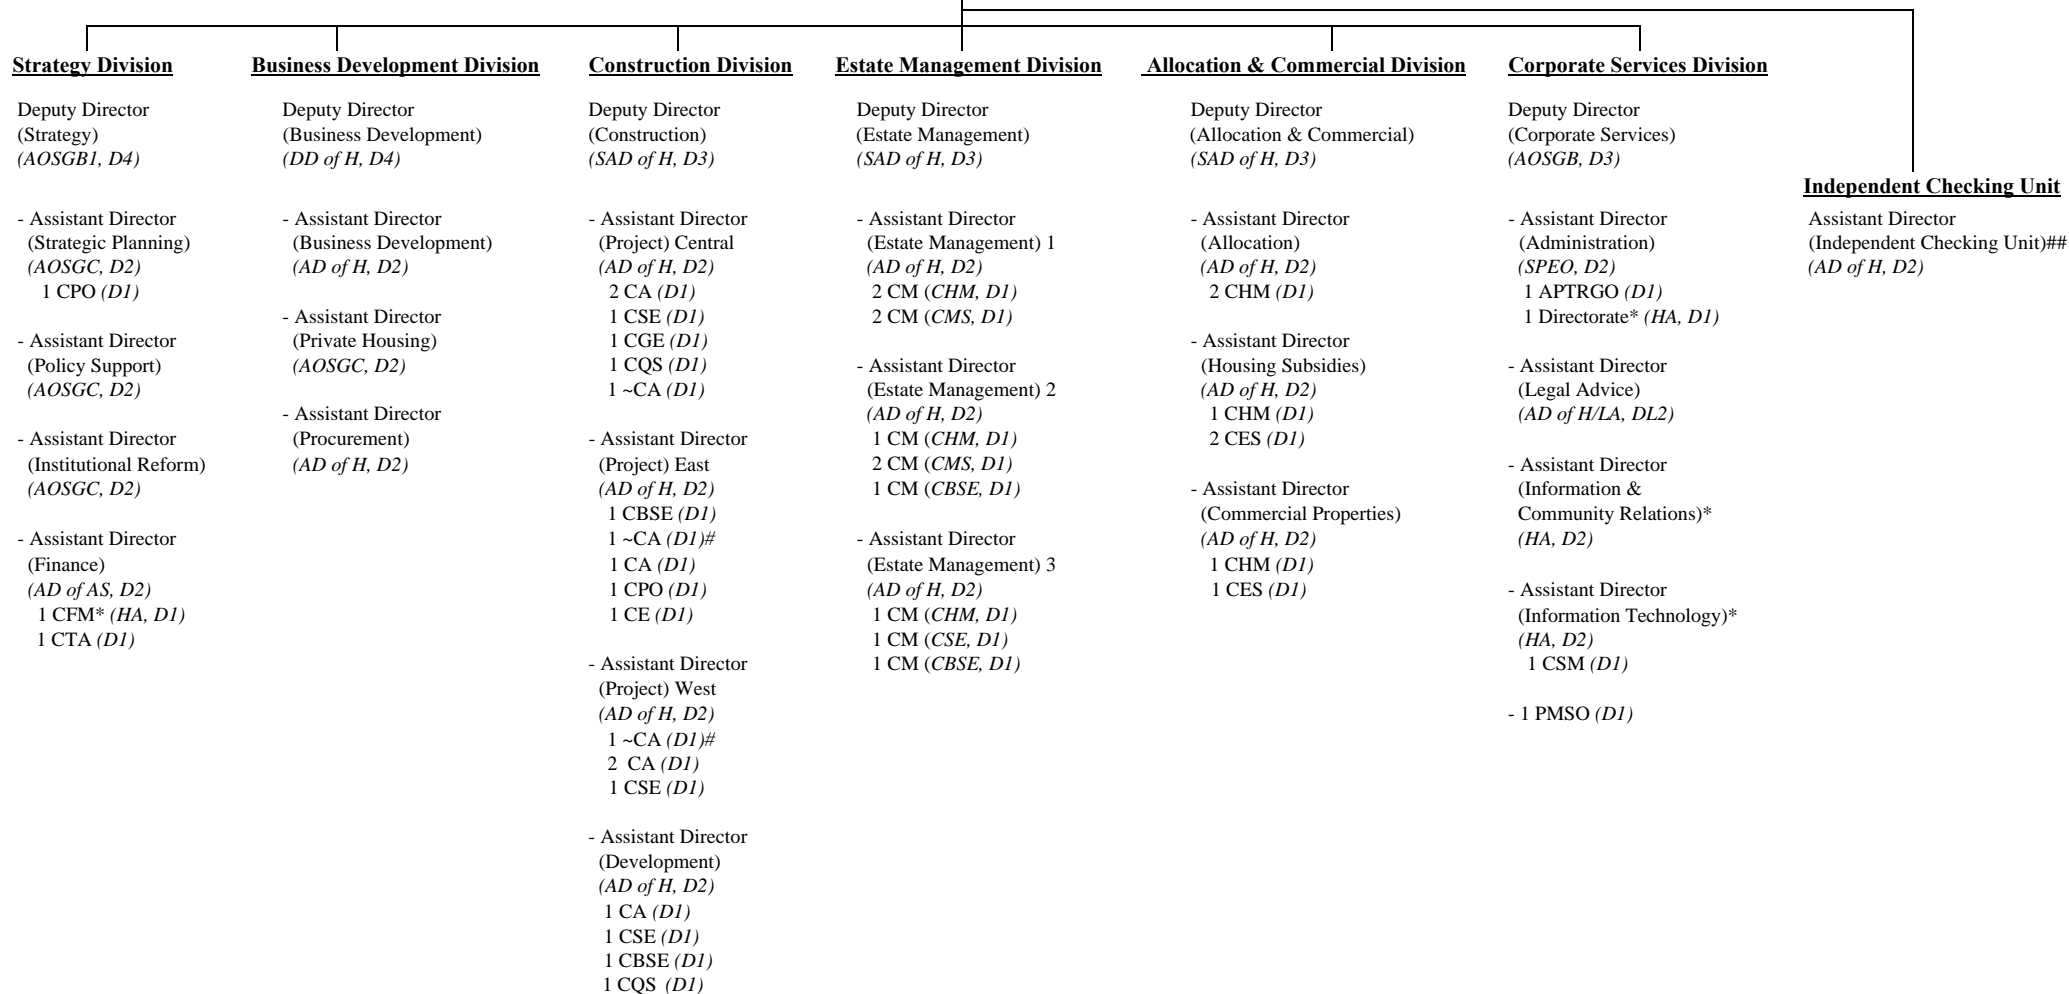 Strategy Division
Deputy Director
(Strategy)
(AOSGB1, D4)
- Assistant Director
(Strategic Planning)
(AOSGC, D2)
1 CPO (D1)
- Assistant Director
(Policy Support)
(AOSGC, D2)
- Assistant Director
(Institutional Reform)
(AOSGC, D2)
- Assistant Director
(Finance)
(AD of AS, D2)
1 CFM* (HA, D1)
1 CTA (D1)
Business Development Division
Deputy Director
(Business Development)
(DD of H, D4)
- Assistant Director
(Business Development)
(AD of H, D2)
- Assistant Director
(Private Housing)
(AOSGC, D2)
- Assistant Director
(Procurement)
(AD of H, D2)
Construction Division
Deputy Director
(Construction)
(SAD of H, D3)
- Assistant Director
(Project) Central
(AD of H, D2)
2 CA (D1)
1 CSE (D1)
1 CGE (D1)
1 CQS (D1)
1 ~CA (D1)
- Assistant Director
(Project) East
(AD of H, D2)
1 CBSE (D1)
1 ~CA (D1)#
1 CA (D1)
1 CPO (D1)
1 CE (D1)
- Assistant Director
(Project) West
(AD of H, D2)
1 ~CA (D1)#
2 CA (D1)
1 CSE (D1)
- Assistant Director
(Development)
(AD of H, D2)
1 CA (D1)
1 CSE (D1)
1 CBSE (D1)
1 CQS (D1)
Estate Management Division
Deputy Director
(Estate Management)
(SAD of H, D3)
- Assistant Director
(Estate Management) 1
(AD of H, D2)
2 CM (CHM, D1)
2 CM (CMS, D1)
- Assistant Director
(Estate Management) 2
(AD of H, D2)
1 CM (CHM, D1)
2 CM (CMS, D1)
1 CM (CBSE, D1)
- Assistant Director
(Estate Management) 3
(AD of H, D2)
1 CM (CHM, D1)
1 CM (CSE, D1)
1 CM (CBSE, D1)
Allocation & Commercial Division
Deputy Director
(Allocation & Commercial)
(SAD of H, D3)
- Assistant Director
(Allocation)
(AD of H, D2)
2 CHM (D1)
- Assistant Director
(Housing Subsidies)
(AD of H, D2)
1 CHM (D1)
2 CES (D1)
- Assistant Director
(Commercial Properties)
(AD of H, D2)
1 CHM (D1)
1 CES (D1)
Corporate Services Division
Deputy Director
(Corporate Services)
(AOSGB, D3)
- Assistant Director
(Administration)
(SPEO, D2)
1 APTRGO (D1)
1 Directorate* (HA, D1)
- Assistant Director
(Legal Advice)
(AD of H/LA, DL2)
- Assistant Director
(Information &
Community Relations)*
(HA, D2)
- Assistant Director
(Information Technology)*
(HA, D2)
1 CSM (D1)
- 1 PMSO (D1)
Independent Checking Unit
Assistant Director
(Independent Checking Unit)##
(AD of H, D2)